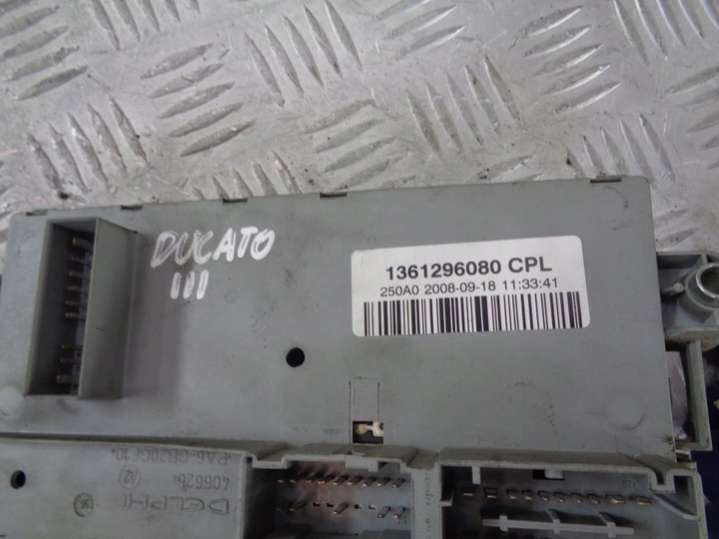 DUCATO
III
1361296080 CPL
250A0 2008-09-18 11:33:41
DELPHI